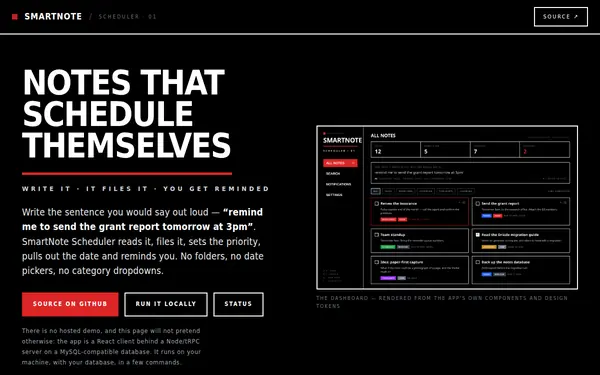 SMARTNOTE / SCHEDULER 01
SOURCE ↗
NOTES THAT
SCHEDULE
THEMSELVES
WRITE IT · IT FILES IT · YOU GET REMINDED
Write the sentence you would say out loud — “remind
me to send the grant report tomorrow at 3pm”.
SmartNote Scheduler reads it, files it, sets the priority,
pulls out the date and reminds you. No folders, no date
pickers, no category dropdowns.
SOURCE ON GITHUB
RUN IT LOCALLY
STATUS
There is no hosted demo, and this page will not pretend
otherwise: the app is a React client behind a Node/tRPC
server on a MySQL-compatible database. It runs on your
machine, with your database, in a few commands.
SMARTNOTE
ALL NOTES
SEARCH
NOTIFICATIONS
SETTINGS
ALL NOTES
12
5
7
2
remind me to send the grant report tomorrow at 3pm
Renew the insurance
Send the grant report
Team standup
Read the Drizzle migration guide
Idea: paper-first capture
Back up the notes database
THE DASHBOARD — RENDERED FROM THE APP'S OWN COMPONENTS AND DESIGN
TOKENS